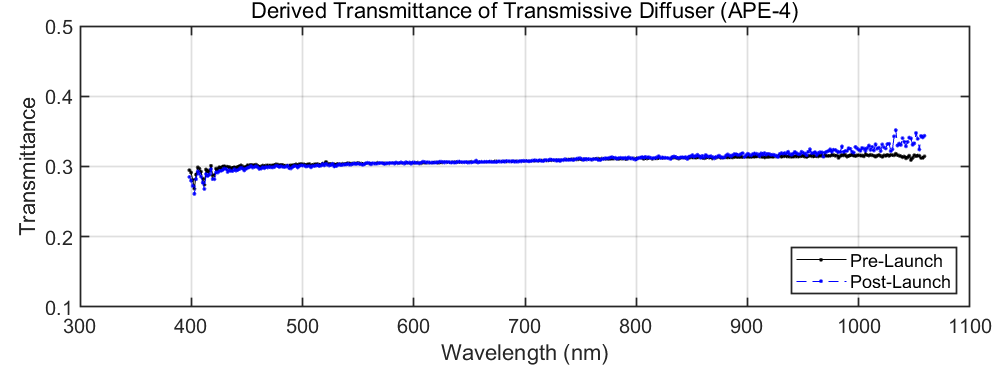 Derived Transmittance of Transmissive Diffuser (APE-4)
0.5
0.4
0.3
0.2
0.1
Transmittance
300 400 500 600 700 800 900 1000 1100
Wavelength (nm)
Pre-Launch
Post-Launch